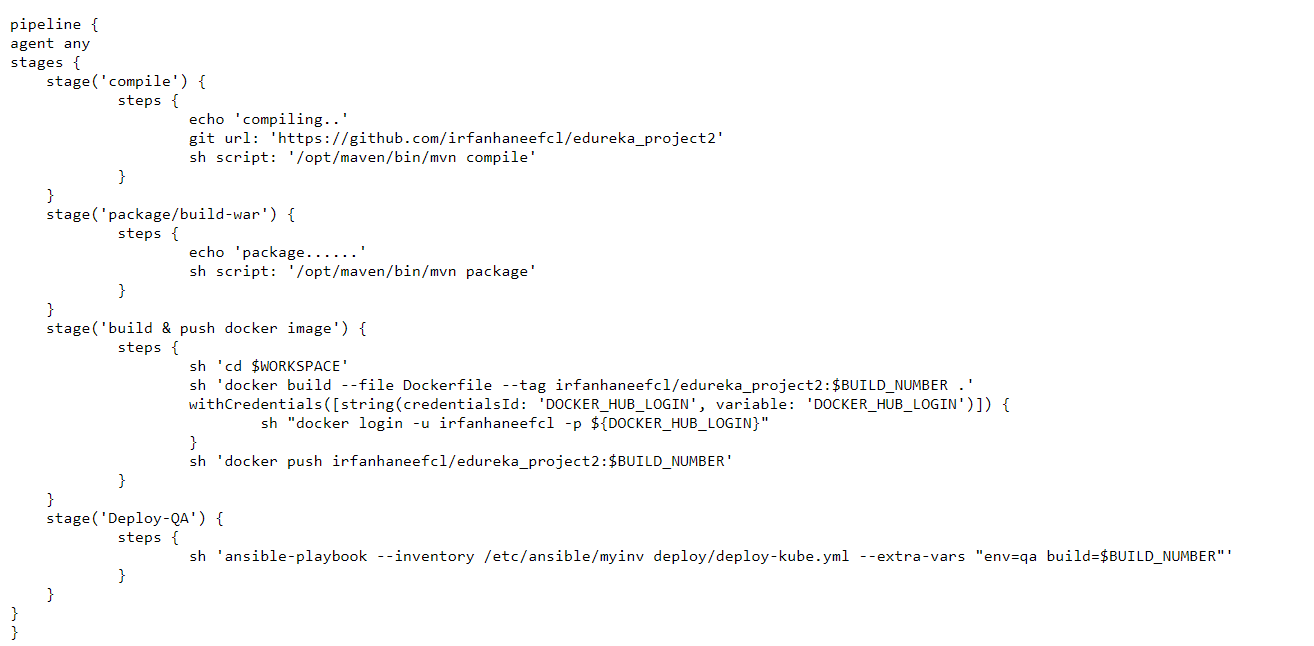 pipeline {
agent any
stages {
    stage('compile') {
            steps {
                    echo 'compiling..'
                    git url: 'https://github.com/irfanhaneefcl/edureka_project2'
                    sh script: '/opt/maven/bin/mvn compile'
            }
    }
    stage('package/build-war') {
            steps {
                    echo 'package......'
                    sh script: '/opt/maven/bin/mvn package'
            }
    }
    stage('build & push docker image') {
            steps {
                    sh 'cd $WORKSPACE'
                    sh 'docker build --file Dockerfile --tag irfanhaneefcl/edureka_project2:$BUILD_NUMBER .'
                    withCredentials([string(credentialsId: 'DOCKER_HUB_LOGIN', variable: 'DOCKER_HUB_LOGIN')]) {
                            sh "docker login -u irfanhaneefcl -p ${DOCKER_HUB_LOGIN}"
                    }
                    sh 'docker push irfanhaneefcl/edureka_project2:$BUILD_NUMBER'
            }
    }
    stage('Deploy-QA') {
            steps {
                    sh 'ansible-playbook --inventory /etc/ansible/myinv deploy/deploy-kube.yml --extra-vars "env=qa build=$BUILD_NUMBER"'
            }
    }
}
}